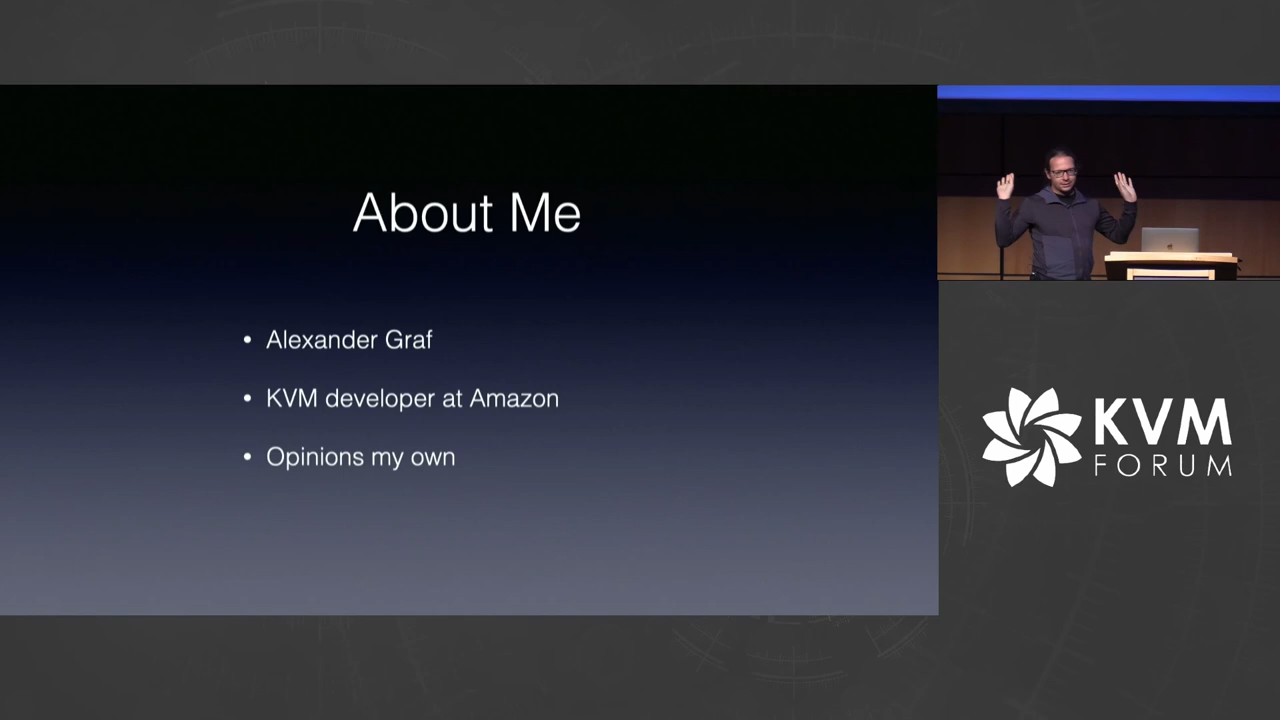 About Me
• Alexander Graf
• KVM developer at Amazon
• Opinions my own
KVM
FORUM